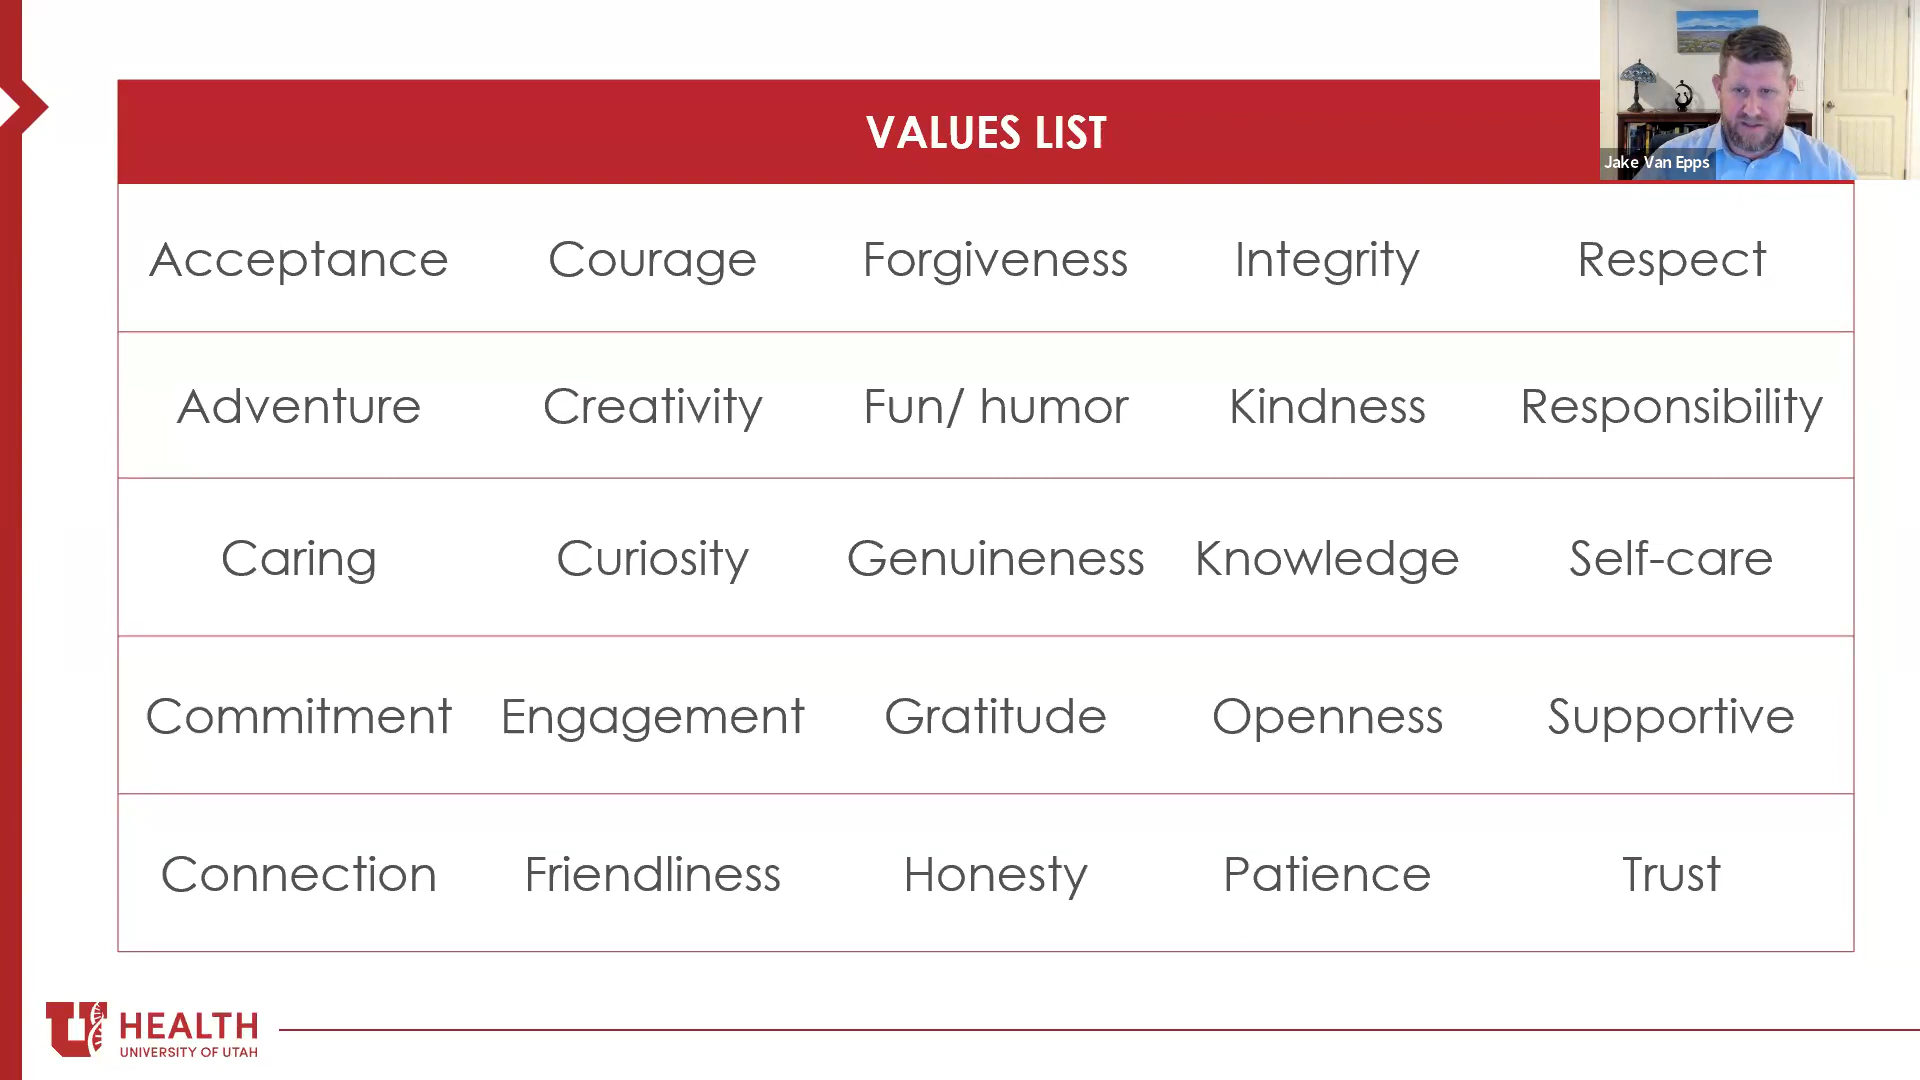 VALUES LIST
Jake Van Epps
Acceptance Courage Forgiveness Integrity Respect
Adventure Creativity Fun/ humor Kindness Responsibility
Caring Curiosity Genuineness Knowledge Self-care
Commitment Engagement Gratitude Openness Supportive
Connection Friendliness Honesty Patience Trust
U HEALTH
UNIVERSITY OF UTAH